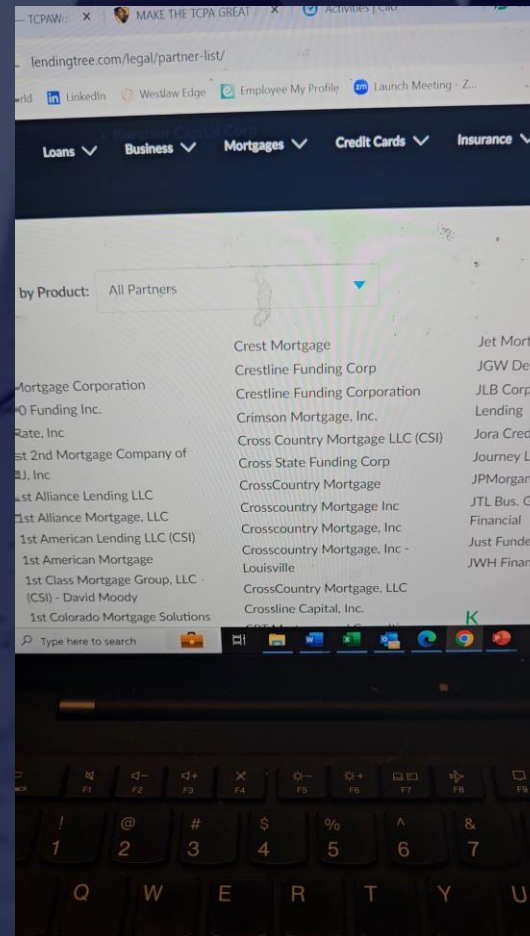 TCPAW
MAKE THE TCPA GREAT
Activities | Clio
lendingtree.com/legal/partner-list/
LinkedIn
Westlaw Edge
Employee My Profile
zm Launch Meeting - Z...
Loans
Business
Mortgages
Credit Cards
Insurance
by Product: All Partners
Mortgage Corporation
0 Funding Inc.
Rate, Inc
st 2nd Mortgage Company of
J, Inc
st Alliance Lending LLC
1st Alliance Mortgage, LLC
1st American Lending LLC (CSI)
1st American Mortgage
1st Class Mortgage Group, LLC -
(CSI) - David Moody
1st Colorado Mortgage Solutions
Crest Mortgage
Crestline Funding Corp
Crestline Funding Corporation
Crimson Mortgage, Inc.
Cross Country Mortgage LLC (CSI)
Cross State Funding Corp
CrossCountry Mortgage
Crosscountry Mortgage Inc
Crosscountry Mortgage, Inc
Crosscountry Mortgage, Inc -
Louisville
CrossCountry Mortgage, LLC
Crossline Capital, Inc.
Jet Mort
JGW De
JLB Corp
Lending
Jora Cred
Journey L
JPMorgan
JTL Bus. C
Financial
Just Funde
JWH Finan
K
Type here to search
F1 F2 F3 F4 F5 F6 F7 F8 F9
! @ # $ % ^ &
1 2 3 4 5 6 7
Q W E R T Y U